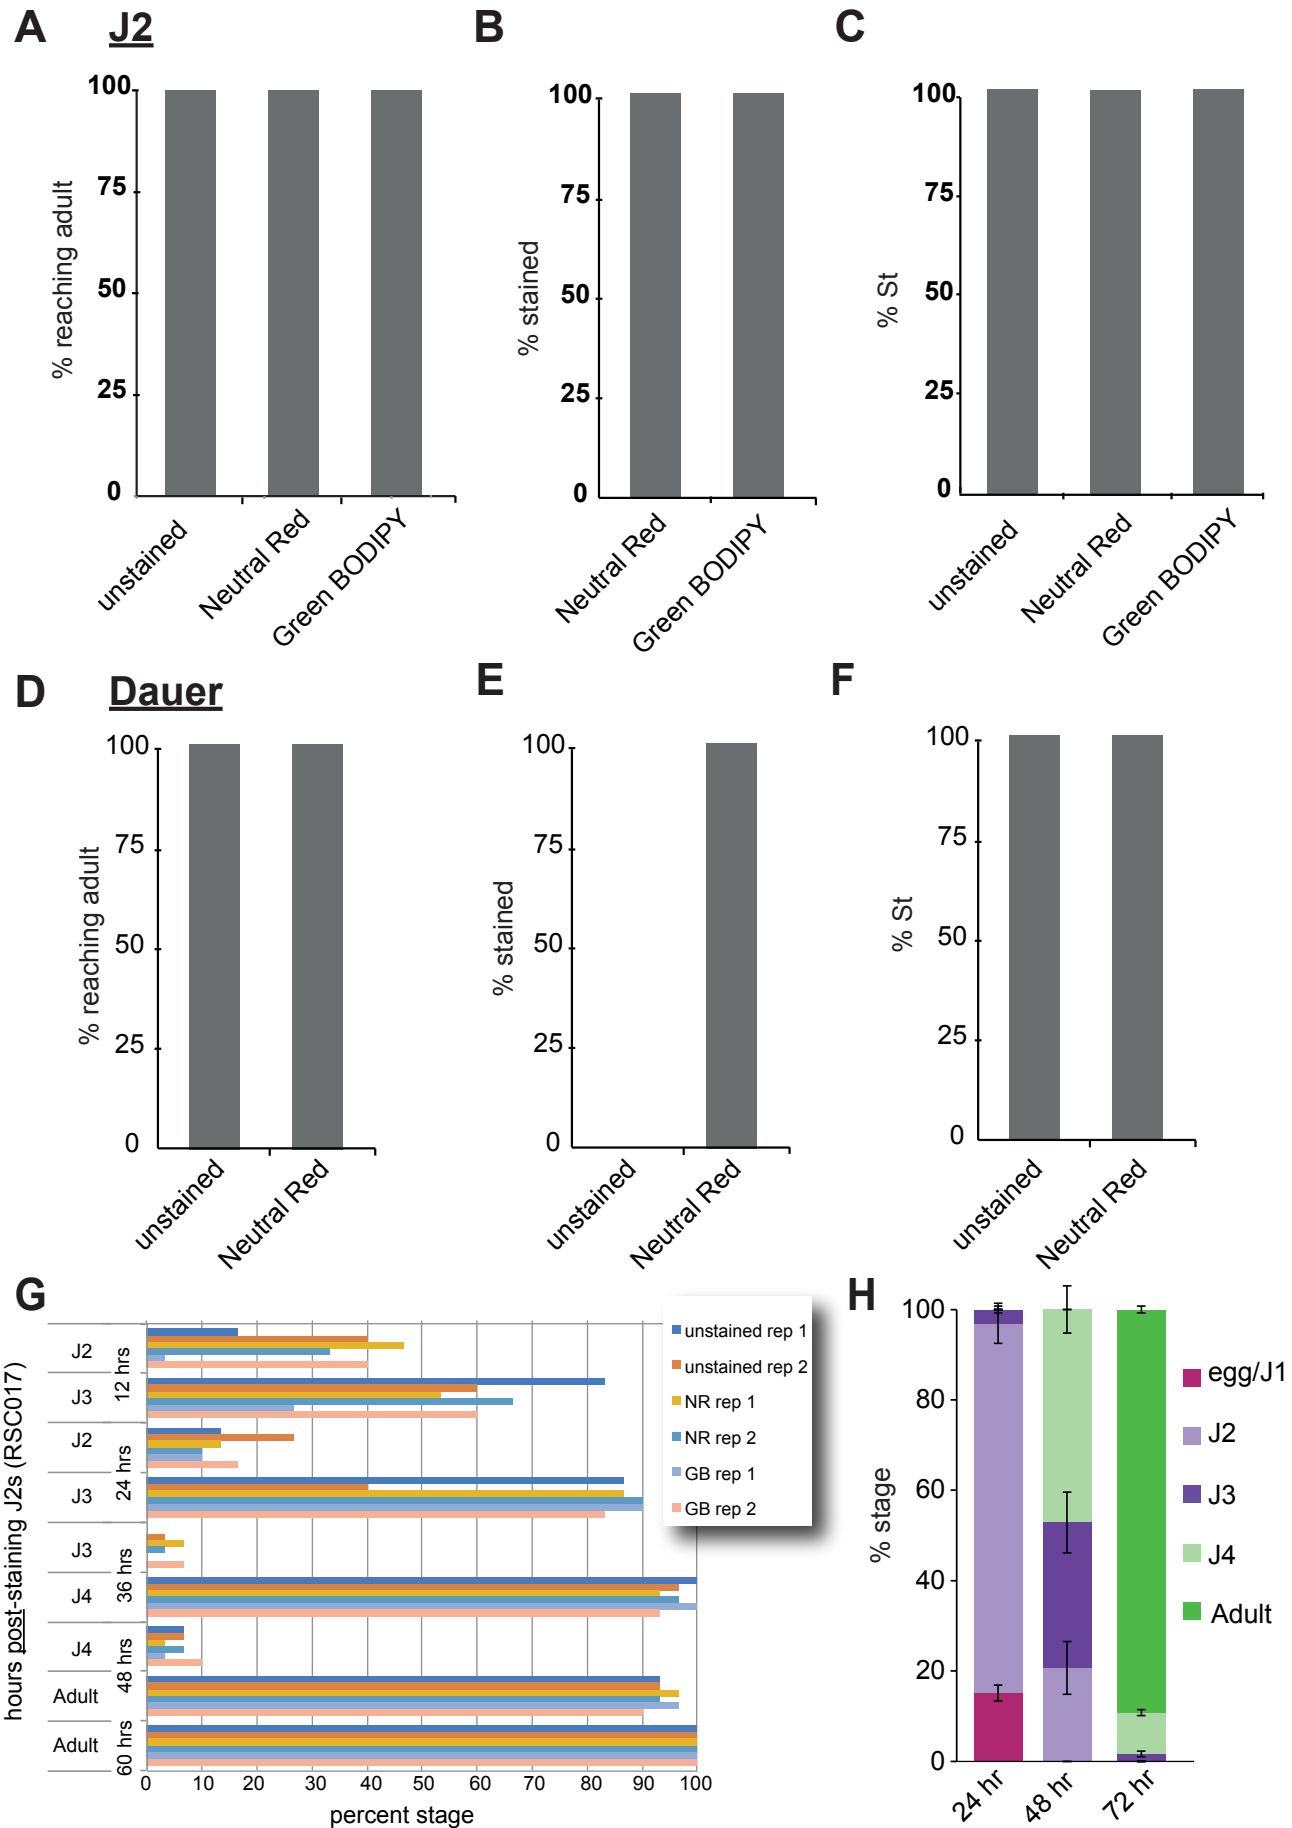 A J2
% reaching adult
100
75
50
25
0
unstained
Neutral Red
Green BODIPY
B
% stained
100
75
50
25
0
Neutral Red
Green BODIPY
C
% St
100
75
50
25
0
unstained
Neutral Red
Green BODIPY
D Dauer
% reaching adult
100
75
50
25
0
unstained
Neutral Red
E
% stained
100
75
50
25
0
unstained
Neutral Red
F
% St
100
75
50
25
0
unstained
Neutral Red
G
hours post-staining J2s (RSC017)
J2
J3
12 hrs
J2
J3
24 hrs
J3
J4
36 hrs
J4
Adult
48 hrs
Adult
60 hrs
0 10 20 30 40 50 60 70 80 90 100
percent stage
unstained rep 1
unstained rep 2
NR rep 1
NR rep 2
GB rep 1
GB rep 2
H
% stage
100
80
60
40
20
0
24 hr
48 hr
72 hr
egg/J1
J2
J3
J4
Adult